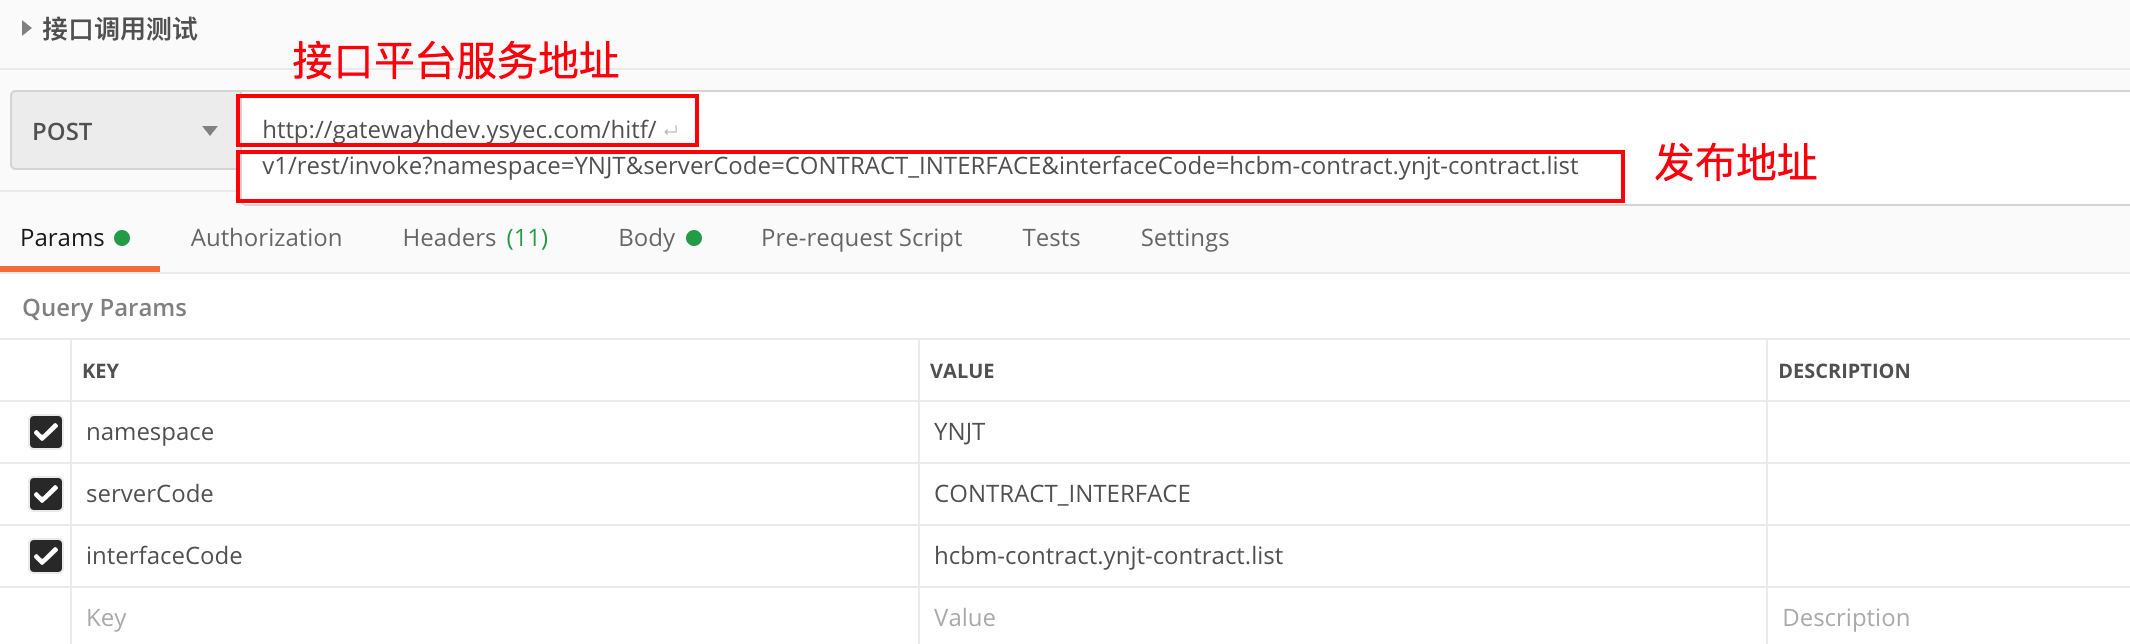 接口调用测试
接口平台服务地址
POST
http://gatewayhdev.ysyec.com/hitf/
v1/rest/invoke?namespace=YNJT&serverCode=CONTRACT_INTERFACE&interfaceCode=hcbm-contract.ynjt-contract.list
发布地址
Params Authorization Headers (11) Body Pre-request Script Tests Settings
Query Params
KEY VALUE DESCRIPTION
namespace YNJT
serverCode CONTRACT_INTERFACE
interfaceCode hcbm-contract.ynjt-contract.list
Key Value Description